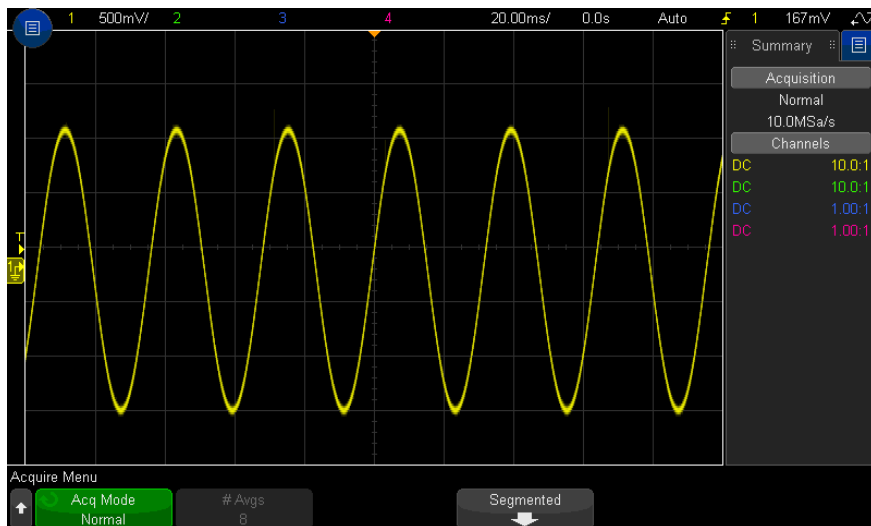 1 500mV/ 2 3 4 20.00ms/ 0.0s Auto 1 167mV
Summary
Acquisition
Normal
10.0MSa/s
Channels
DC 10.0:1
DC 10.0:1
DC 1.00:1
DC 1.00:1
T
1
Acquire Menu
Acq Mode
Normal
# Avgs
8
Segmented